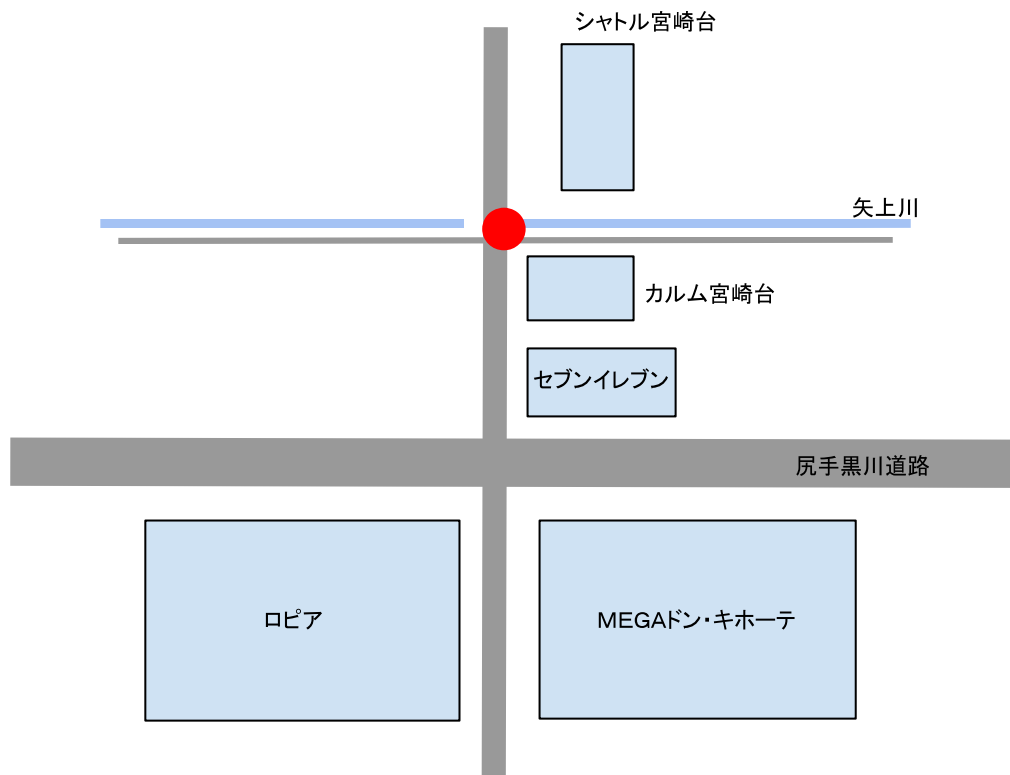 シャトル宮崎台
矢上川
カルム宮崎台
セブンイレブン
尻手黒川道路
ロピア
MEGAドン・キホーテ